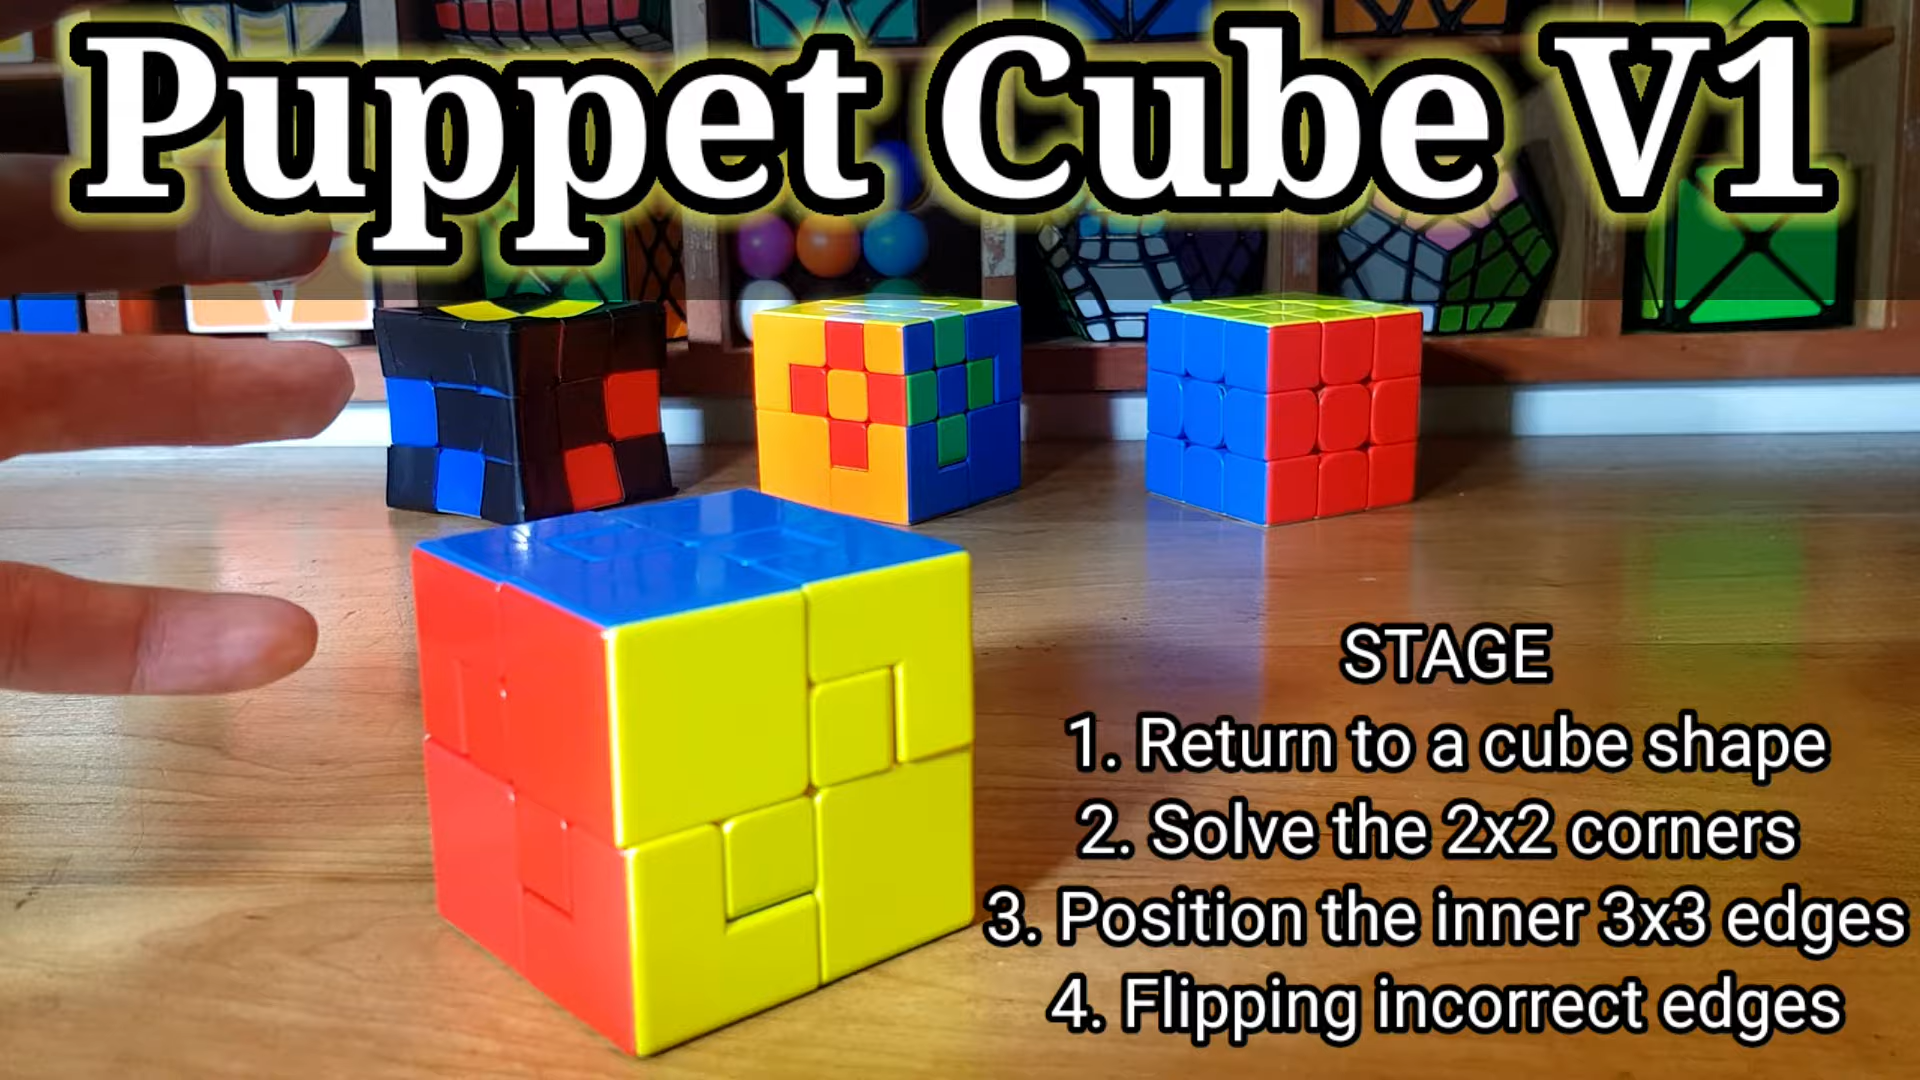 Puppet Cube V1
STAGE
1. Return to a cube shape
2. Solve the 2x2 corners
3. Position the inner 3x3 edges
4. Flipping incorrect edges